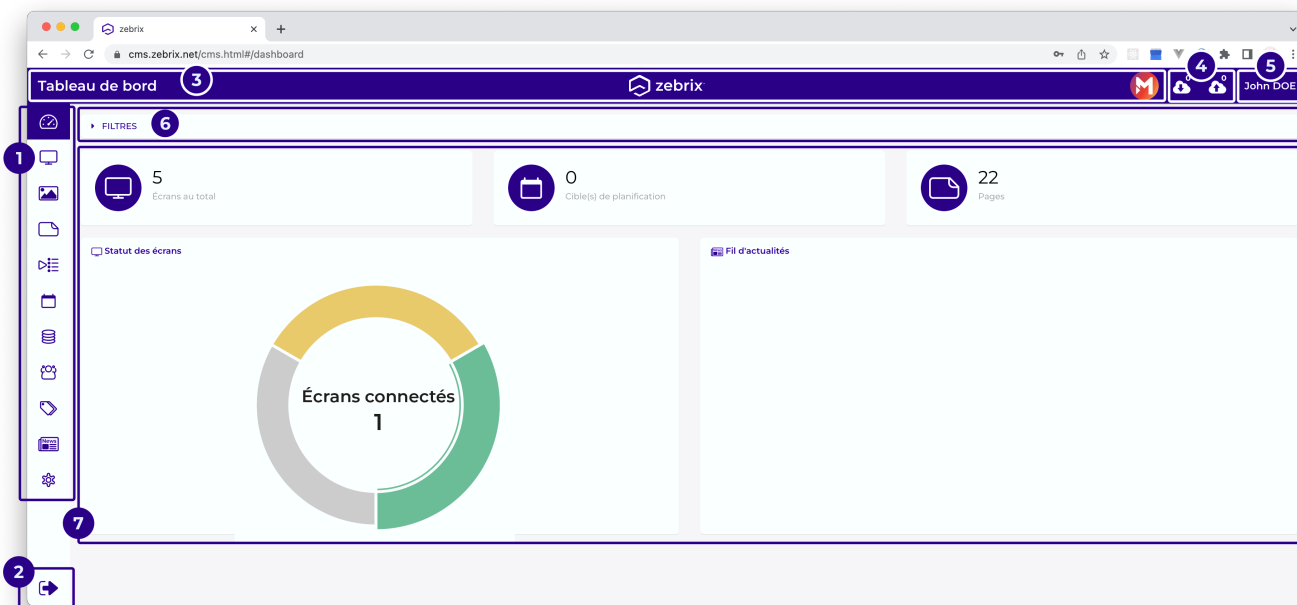 zebrix
cms.zebrix.net/cms.html#/dashboard
Tableau de bord
3
zebrix
4
0
0
5
John DOE
FILTRES
6
1
5
Écrans au total
0
Cible(s) de planification
22
Pages
Statut des écrans
Fil d'actualités
Écrans connectés
1
News
7
2